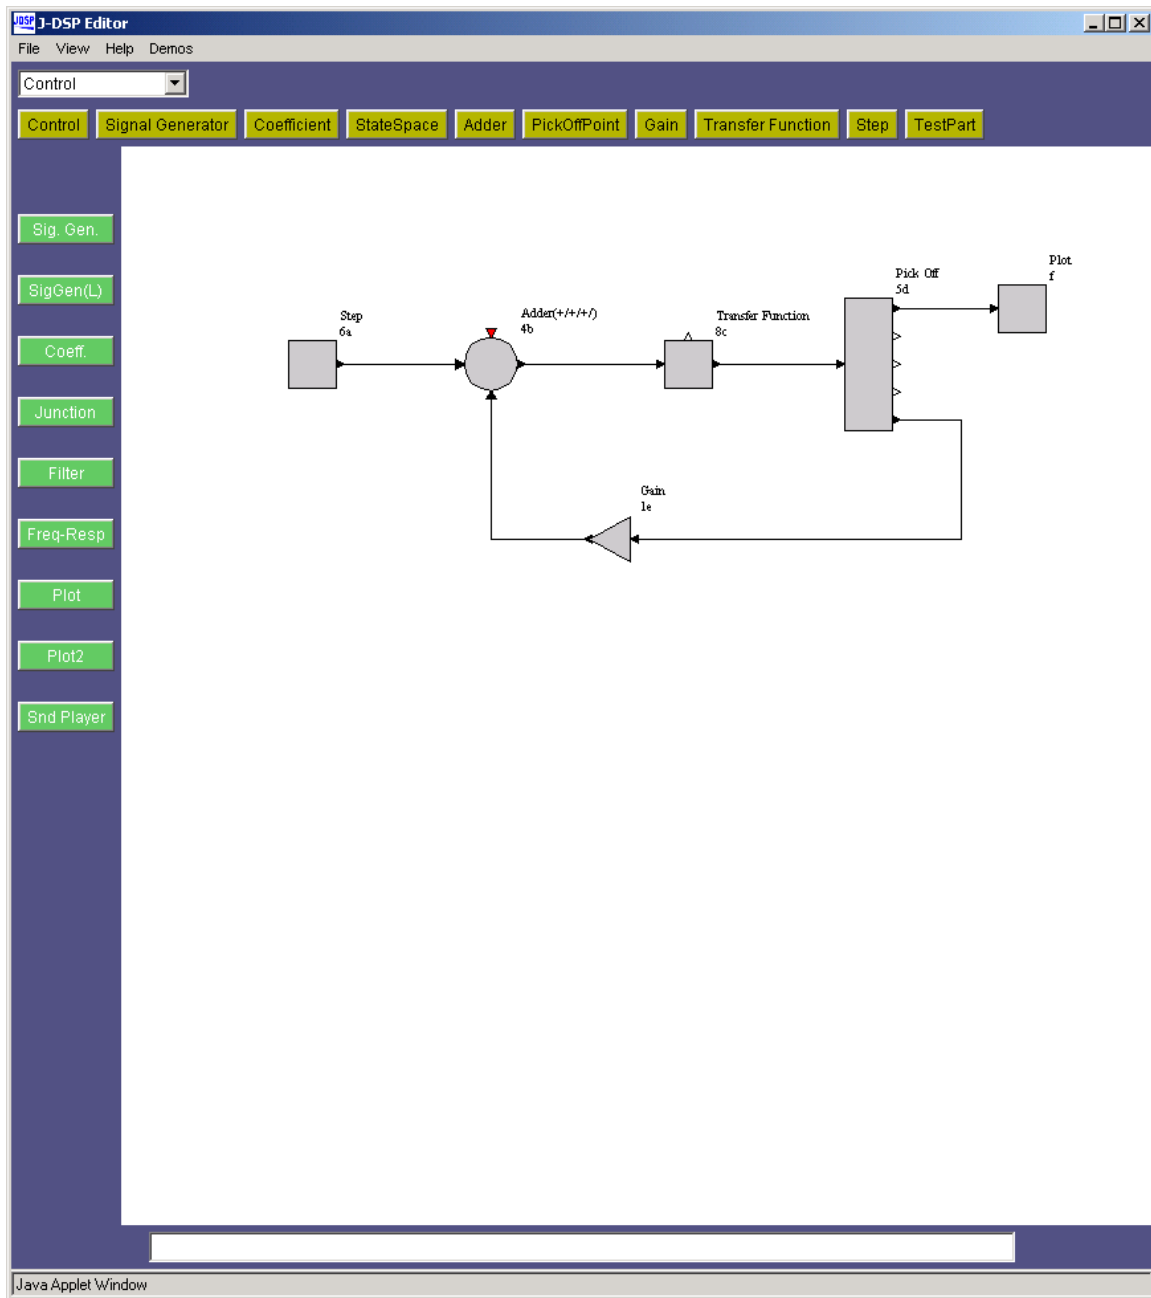 JDSP J-DSP Editor
File View Help Demos
Control
Control Signal Generator Coefficient StateSpace Adder PickOffPoint Gain Transfer Function Step TestPart
Sig. Gen.
SigGen(L)
Coeff.
Junction
Filter
Freq-Resp
Plot
Plot2
Snd Player
Step
6a
Adder(+/+/+/)
4b
Transfer Function
8c
Pick Off
5d
Plot
f
Gain
1e
Java Applet Window